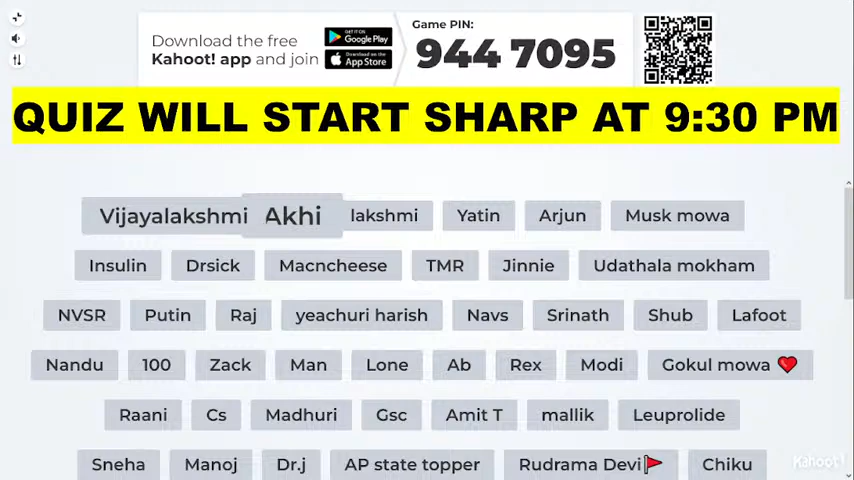 Download the free
Kahoot! app and join
GET IT ON
Google Play
Download on the
App Store
Game PIN:
944 7095
QUIZ WILL START SHARP AT 9:30 PM
Vijayalakshmi Akhi lakshmi Yatin Arjun Musk mowa
Insulin Drsick Macncheese TMR Jinnie Udathala mokham
NVSR Putin Raj yeachuri harish Navs Srinath Shub Lafoot
Nandu 100 Zack Man Lone Ab Rex Modi Gokul mowa ❤️
Raani Cs Madhuri Gsc Amit T mallik Leuprolide
Sneha Manoj Dr.j AP state topper Rudrama Devi🚩 Chiku
Kahoot!